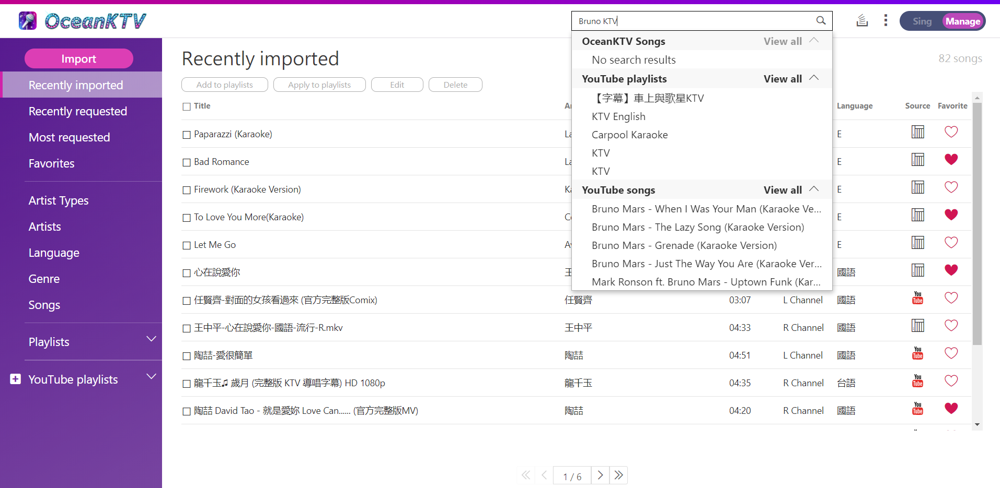 OceanKTV
Bruno KTV
Sing Manage
Import
Recently imported
Recently requested
Most requested
Favorites
Artist Types
Artists
Language
Genre
Songs
Playlists
YouTube playlists
Recently imported
82 songs
Add to playlists Apply to playlists Edit Delete
OceanKTV Songs View all
No search results
YouTube playlists View all
【字幕】車上與歌星KTV
KTV English
Carpool Karaoke
KTV
KTV
YouTube songs View all
Bruno Mars - When I Was Your Man (Karaoke Ve...
Bruno Mars - The Lazy Song (Karaoke Version)
Bruno Mars - Grenade (Karaoke Version)
Bruno Mars - Just The Way You Are (Karaoke Ver...
Mark Ronson ft. Bruno Mars - Uptown Funk (Kar...
Title Language Source Favorite
Paparazzi (Karaoke) E
Bad Romance E
Firework (Karaoke Version) E
To Love You More(Karaoke) E
Let Me Go E
心在說愛你 王 國語
任賢齊-對面的女孩看過來 (官方完整版Comix) 任賢齊 03:07 L Channel 國語 You Tube
王中平-心在說愛你-國語-流行-R.mkv 王中平 04:33 R Channel 國語
陶喆-愛很簡單 陶喆 04:51 L Channel 國語 You Tube
龍千玉♫ 歲月 (完整版 KTV 導唱字幕) HD 1080p 龍千玉 04:35 R Channel 台語 You Tube
陶喆 David Tao - 就是愛妳 Love Can...... (官方完整版MV) 陶喆 04:20 R Channel 國語 You Tube
1 / 6